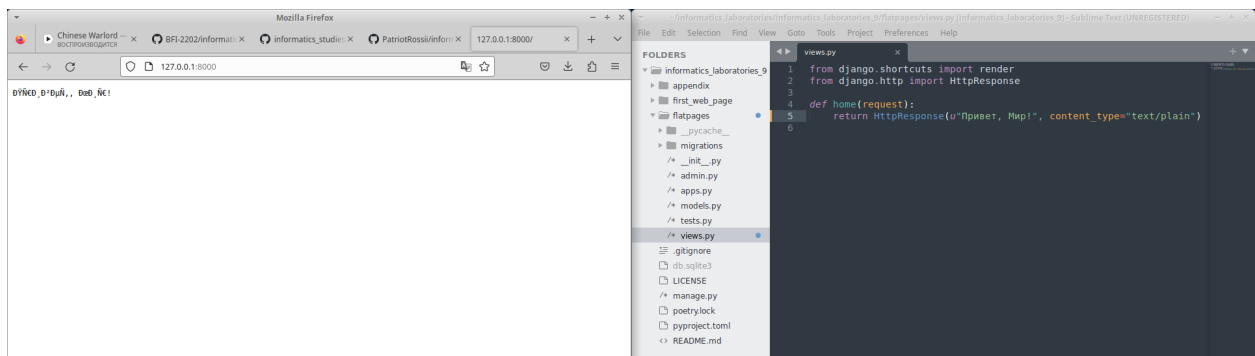 Mozilla Firefox
Chinese Warlord —
ВОСПРОИЗВОДИТСЯ
BFI-2202/informatic
informatics_studies
PatriotRossii/inform
127.0.0.1:8000/
127.0.0.1:8000
~/informatics_laboratories/informatics_laboratories_9/flatpages/views.py (informatics_laboratories_9) - Sublime Text (UNREGISTERED)
File Edit Selection Find View Goto Tools Project Preferences Help
FOLDERS
informatics_laboratories_9
appendix
first_web_page
flatpages
__pycache__
migrations
/* __init__.py
/* admin.py
/* apps.py
/* models.py
/* tests.py
/* views.py
.gitignore
db.sqlite3
LICENSE
/* manage.py
poetry.lock
pyproject.toml
<> README.md
views.py
1 from django.shortcuts import render
2 from django.http import HttpResponse
3
4 def home(request):
5 return HttpResponse(u"Привет, Мир!", content_type="text/plain")
6